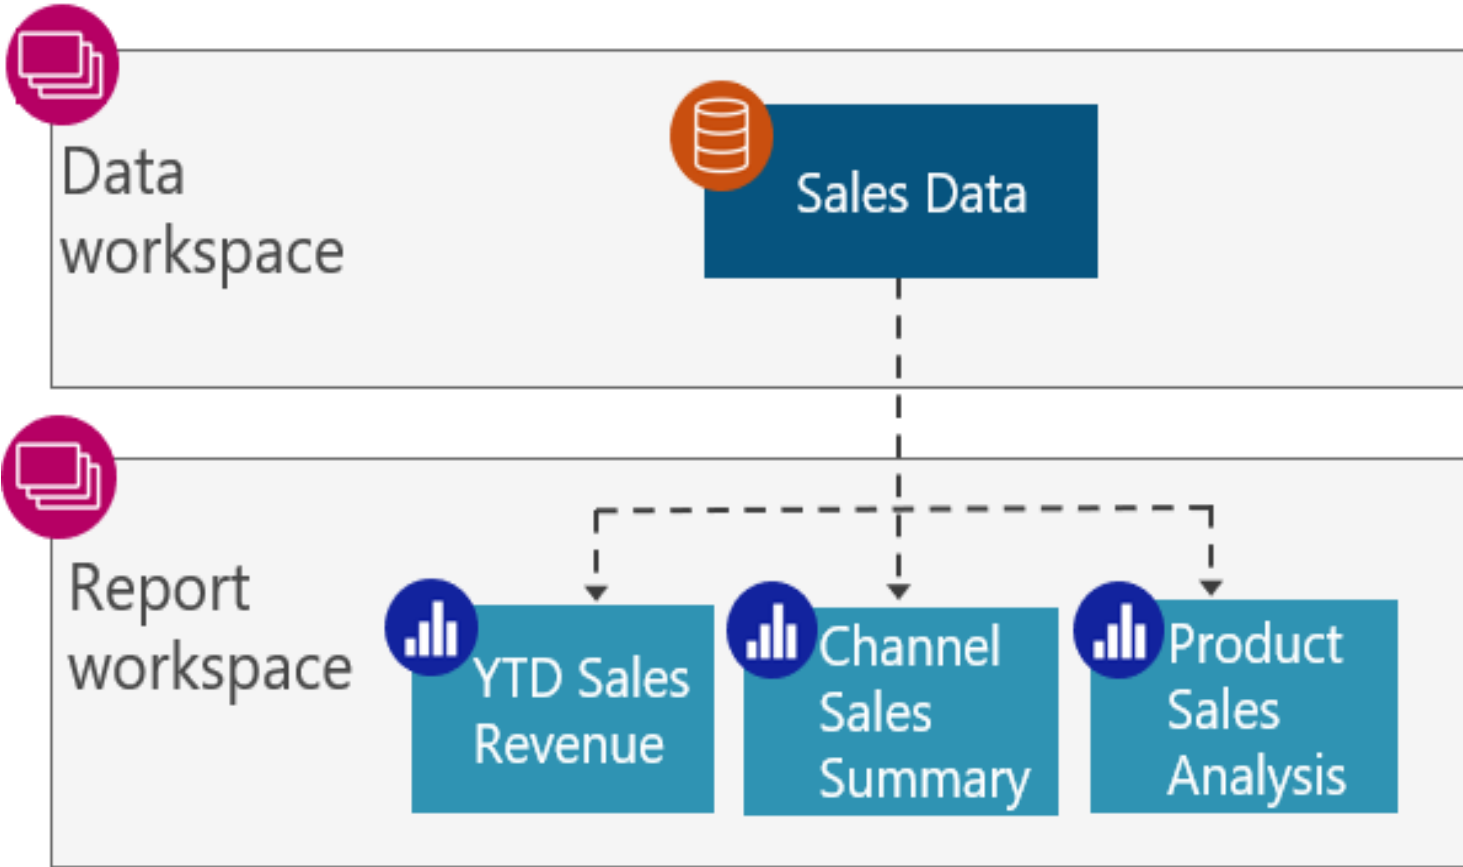 Data
workspace
Sales Data
Report
workspace
YTD Sales
Revenue
Channel
Sales
Summary
Product
Sales
Analysis